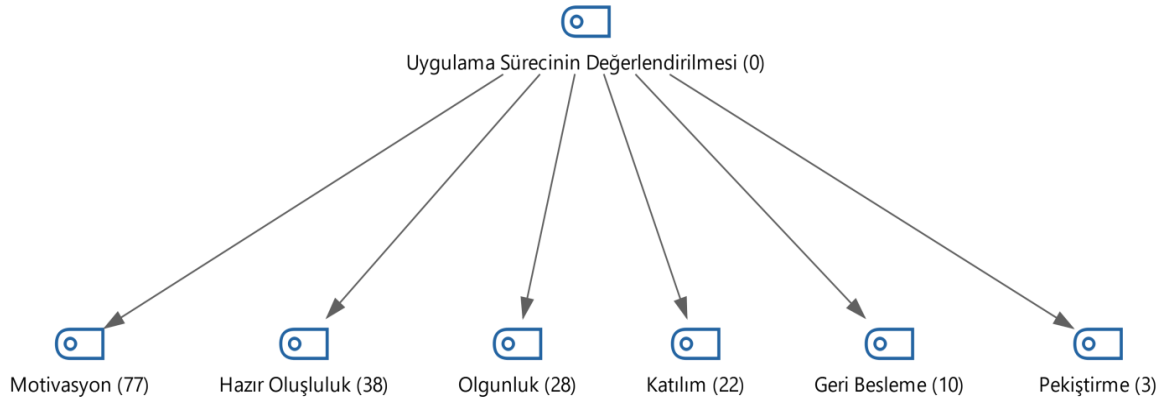 Uygulama Sürecinin Değerlendirilmesi (0)
Motivasyon (77)
Hazır Oluşluluk (38)
Olgunluk (28)
Katılım (22)
Geri Besleme (10)
Pekiştirme (3)